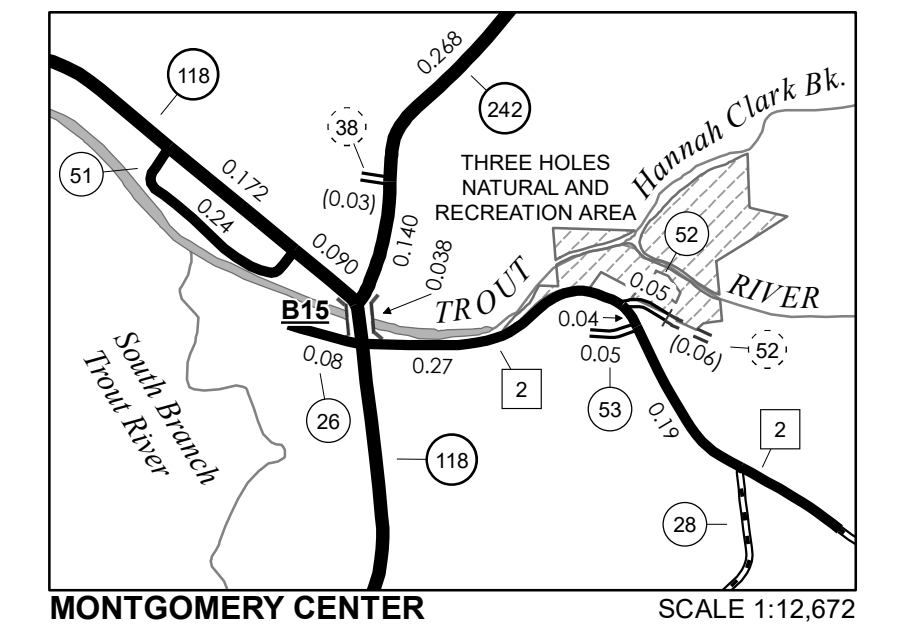 0.268
118
242
38
Hannah Clark Bk.
THREE HOLES
NATURAL AND
RECREATION AREA
51
0.172
(0.03)
0.24
0.140
52
0.090
0.038
TROUT
0.05
RIVER
B15
0.04
(0.06)
52
0.08
0.27
0.05
South Branch
Trout River
2
26
53
0.19
2
118
28
MONTGOMERY CENTER
SCALE 1:12,672